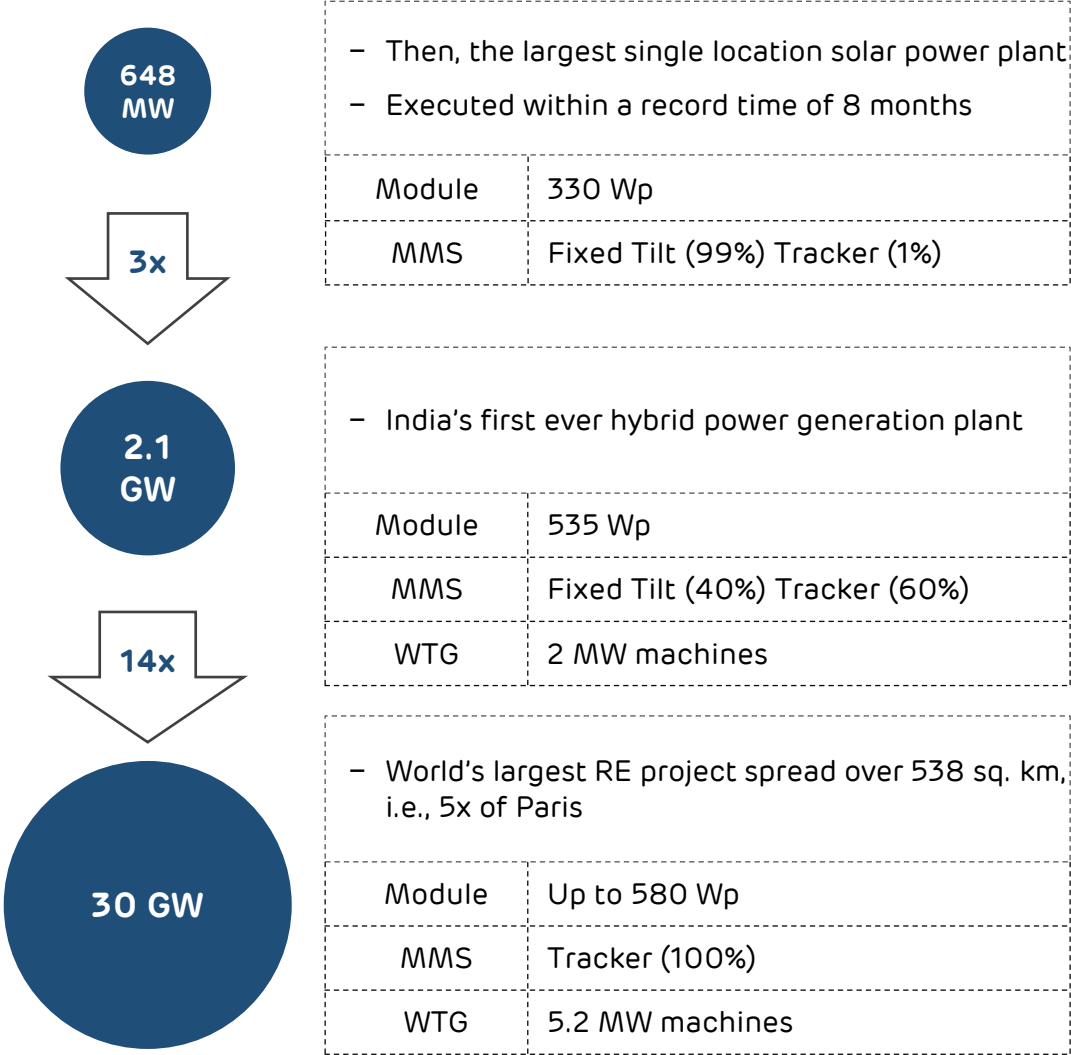 648
MW
– Then, the largest single location solar power plant
– Executed within a record time of 8 months
Module 330 Wp
MMS Fixed Tilt (99%) Tracker (1%)
3x
2.1
GW
– India's first ever hybrid power generation plant
Module 535 Wp
MMS Fixed Tilt (40%) Tracker (60%)
WTG 2 MW machines
14x
30 GW
– World's largest RE project spread over 538 sq. km,
i.e., 5x of Paris
Module Up to 580 Wp
MMS Tracker (100%)
WTG 5.2 MW machines